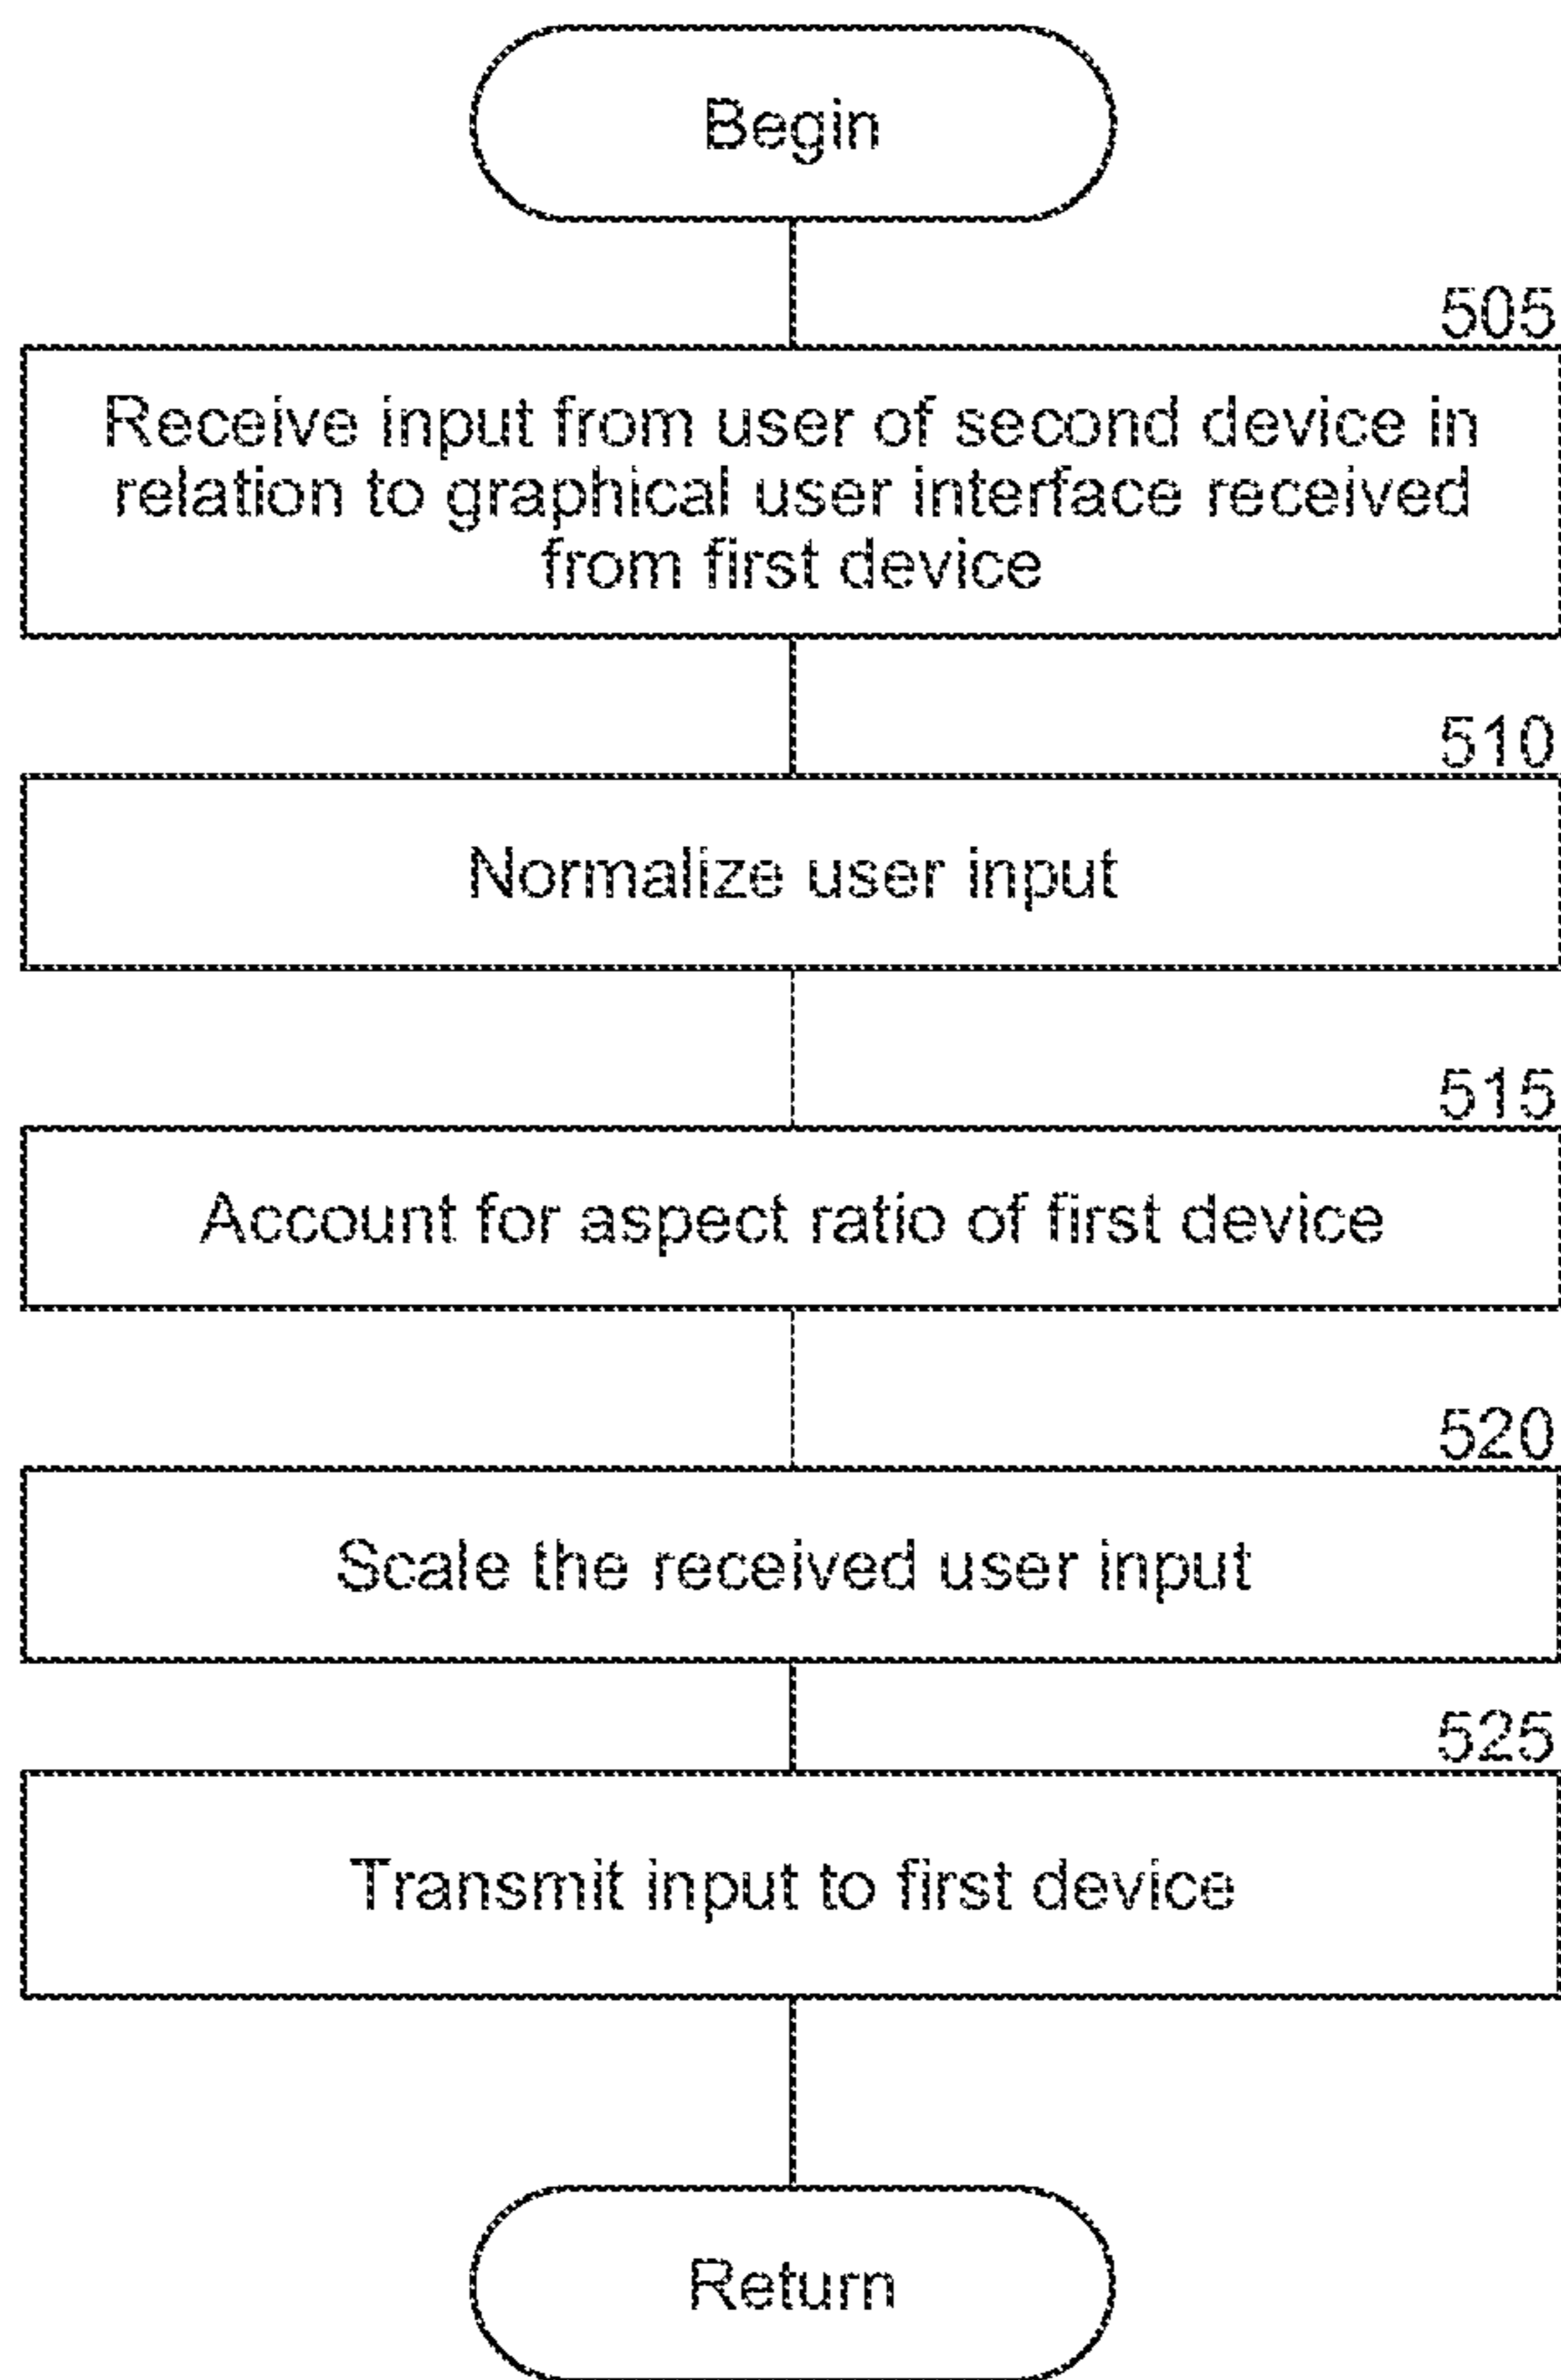 Begin
505
Receive input from user of second device in
relation to graphical user interface received
from first device
510
Normalize user input
515
Account for aspect ratio of first device
520
Scale the received user input
525
Transmit input to first device
Return